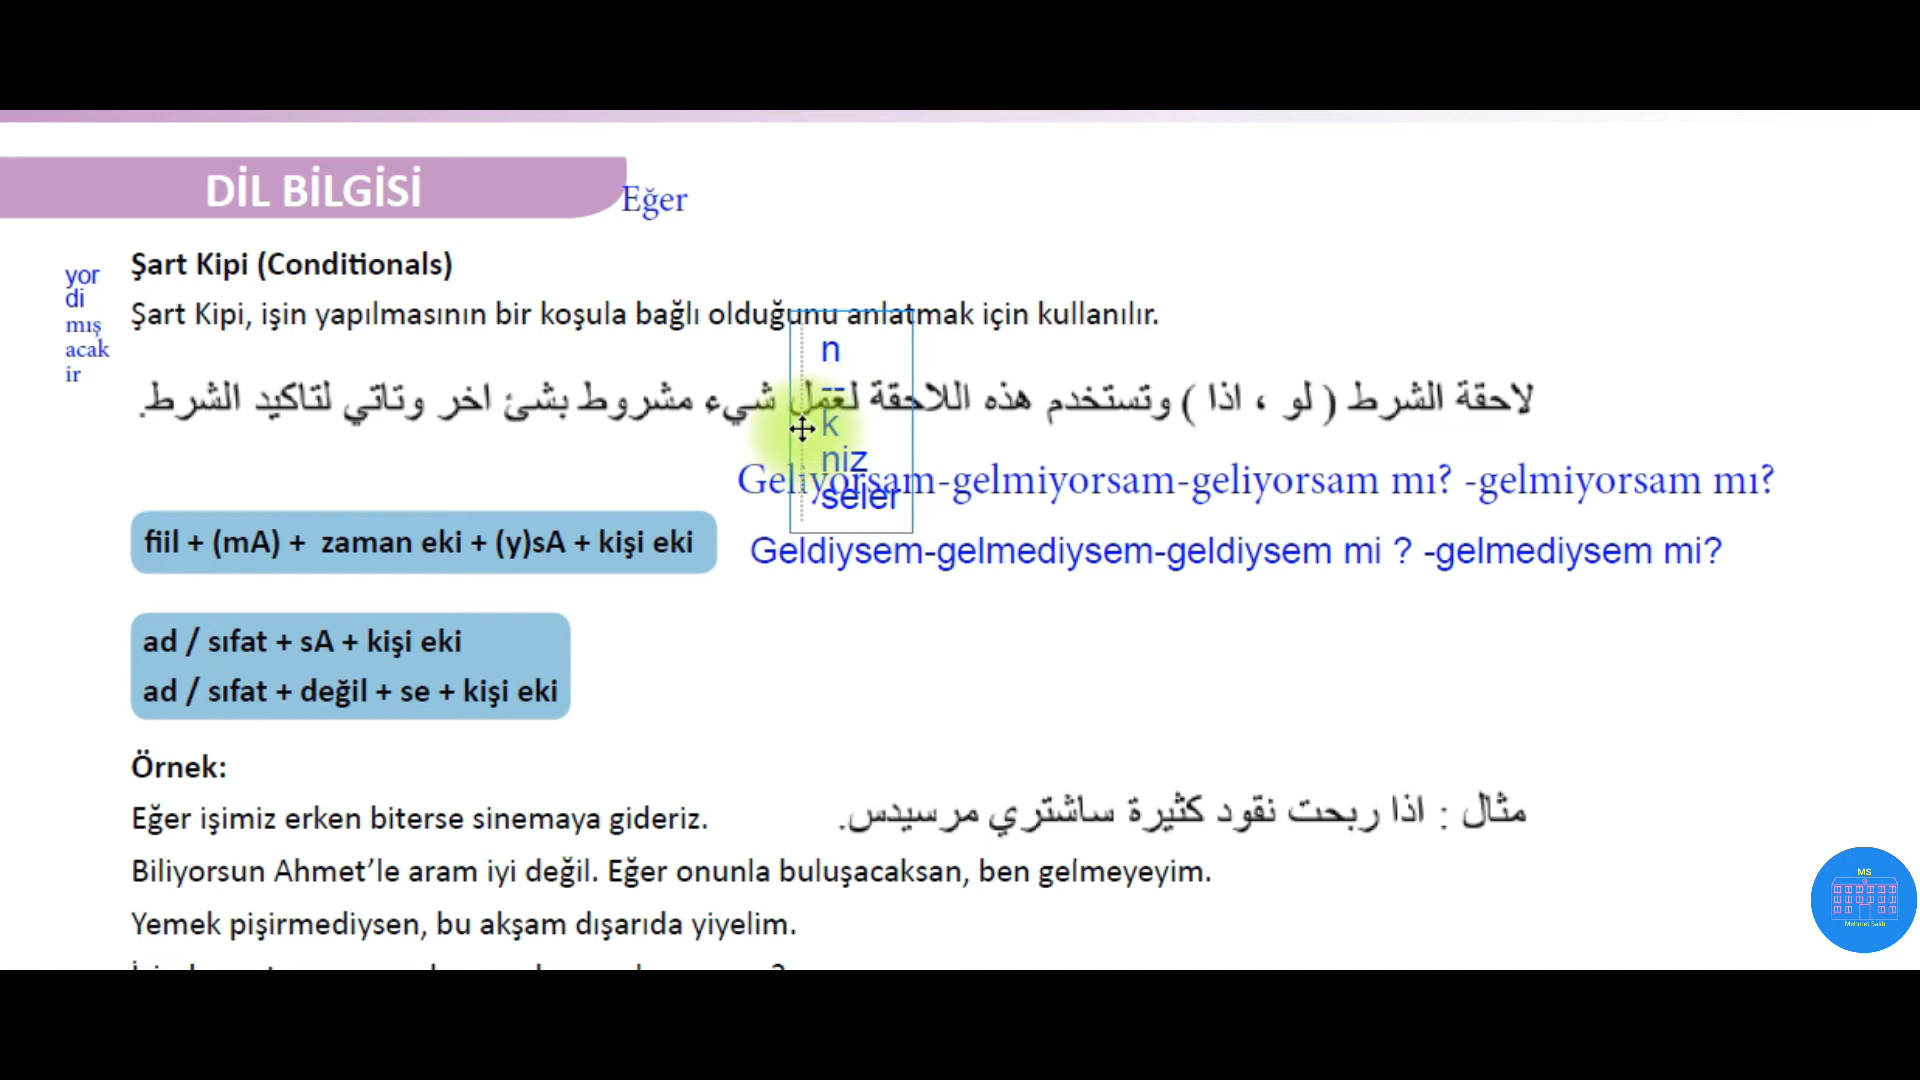 DİL BİLGİSİ
Eğer
Şart Kipi (Conditionals)
yor
di
mış
acak
ir
Şart Kipi, işin yapılmasının bir koşula bağlı olduğunu anlatmak için kullanılır.
n
--
k
niz
seler
لاحقة الشرط ( لو ، اذا ) وتستخدم هذه اللاحقة لعمل شيء مشروط بشئ اخر وتاتي لتاكيد الشرط.
Geliyorsam-gelmiyorsam-geliyorsam mı? -gelmiyorsam mı?
fiil + (mA) + zaman eki + (y)sA + kişi eki
Geldiysem-gelmediysem-geldiysem mi ? -gelmediysem mi?
ad / sıfat + sA + kişi eki
ad / sıfat + değil + se + kişi eki
Örnek:
Eğer işimiz erken biterse sinemaya gideriz.
مثال : اذا ربحت نقود كثيرة ساشتري مرسيدس.
Biliyorsun Ahmet’le aram iyi değil. Eğer onunla buluşacaksan, ben gelmeyeyim.
Yemek pişirmediysen, bu akşam dışarıda yiyelim.
MS
Mehmet Salih